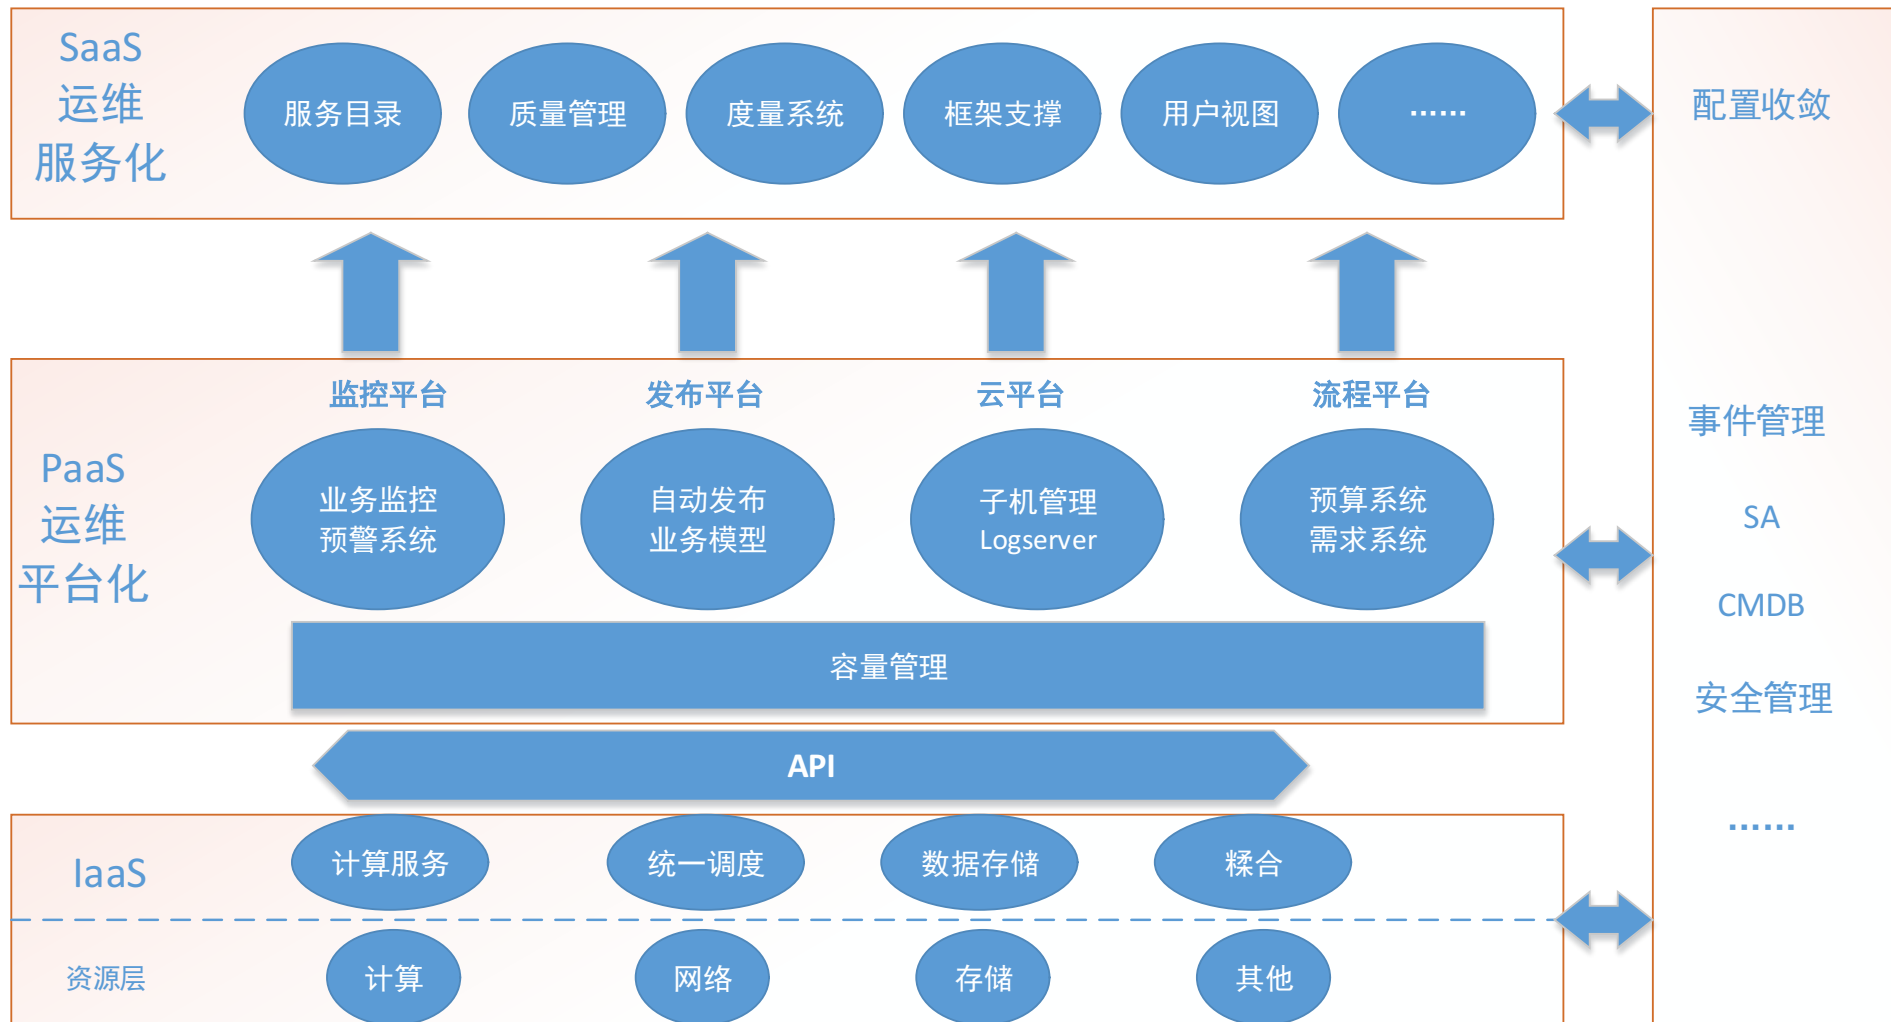 SaaS
运维
服务化
服务目录
质量管理
度量系统
框架支撑
用户视图
......
配置收敛
监控平台
发布平台
云平台
流程平台
PaaS
运维
平台化
业务监控
预警系统
自动发布
业务模型
子机管理
Logserver
预算系统
需求系统
容量管理
事件管理
SA
CMDB
安全管理
......
API
IaaS
计算服务
统一调度
数据存储
糅合
资源层
计算
网络
存储
其他